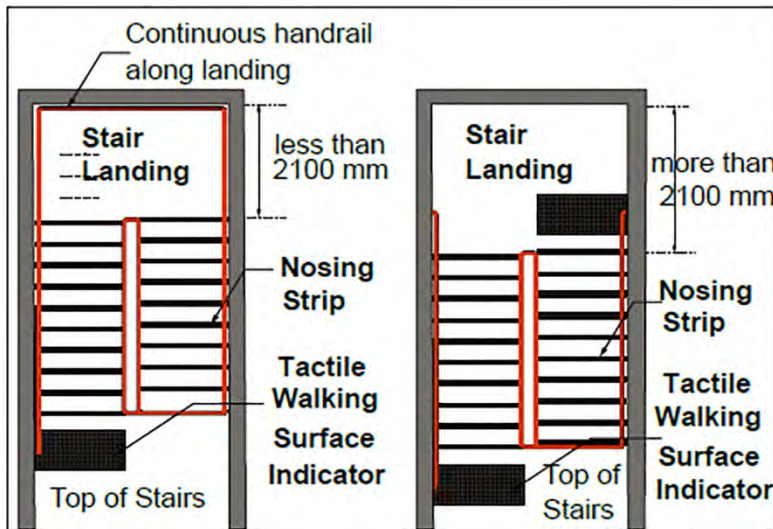 Continuous handrail
along landing
Stair
Landing
less than
2100 mm
Nosing
Strip
Tactile
Walking
Surface
Indicator
Top of Stairs
Stair
Landing
more than
2100 mm
Nosing
Strip
Tactile
Walking
Surface
Indicator
Top of
Stairs